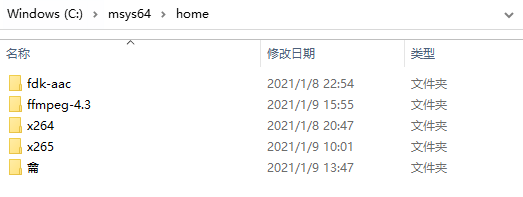 Windows (C:) > msys64 > home
名称 修改日期 类型
fdk-aac 2021/1/8 22:54 文件夹
ffmpeg-4.3 2021/1/9 15:55 文件夹
x264 2021/1/8 20:47 文件夹
x265 2021/1/9 10:01 文件夹
龠 2021/1/9 13:47 文件夹